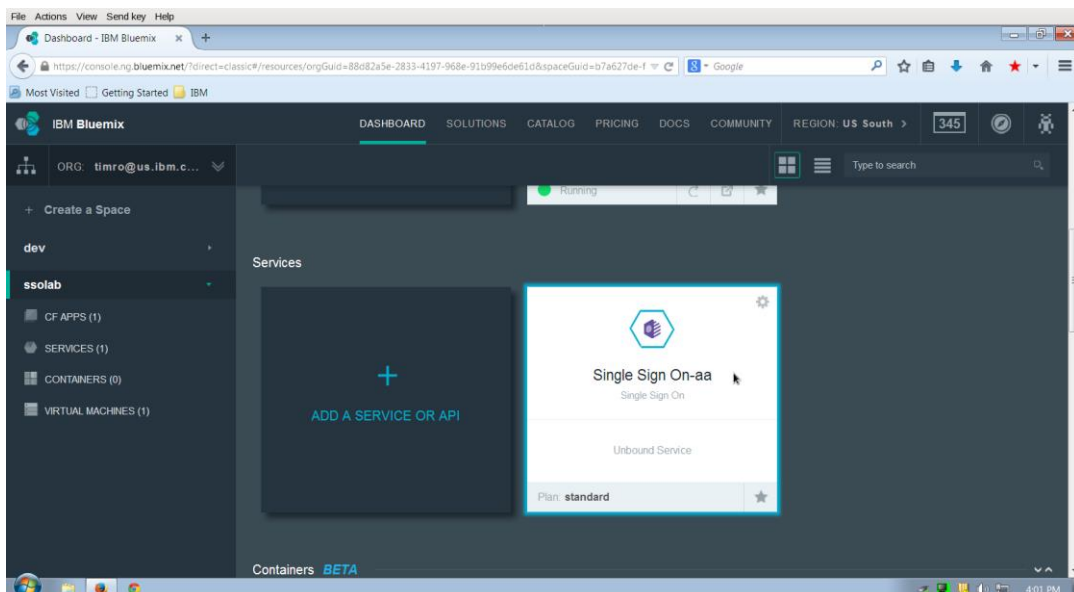 File Actions View Send key Help
Dashboard - IBM Bluemix × +
https://console.ng.bluemix.net/?direct=classic#/resources/orgGuid=88d82a5e-2833-4197-968e-91b99e6de61d&spaceGuid=b7a627de-f Google
Most Visited Getting Started IBM
IBM Bluemix DASHBOARD SOLUTIONS CATALOG PRICING DOCS COMMUNITY REGION: US South > 345
ORG: timro@us.ibm.c... Type to search
Running
+ Create a Space
dev
Services
ssolab
CF APPS (1)
SERVICES (1)
CONTAINERS (0)
VIRTUAL MACHINES (1)
+
ADD A SERVICE OR API
Single Sign On-aa
Single Sign On
Unbound Service
Plan: standard
Containers BETA
4:01 PM